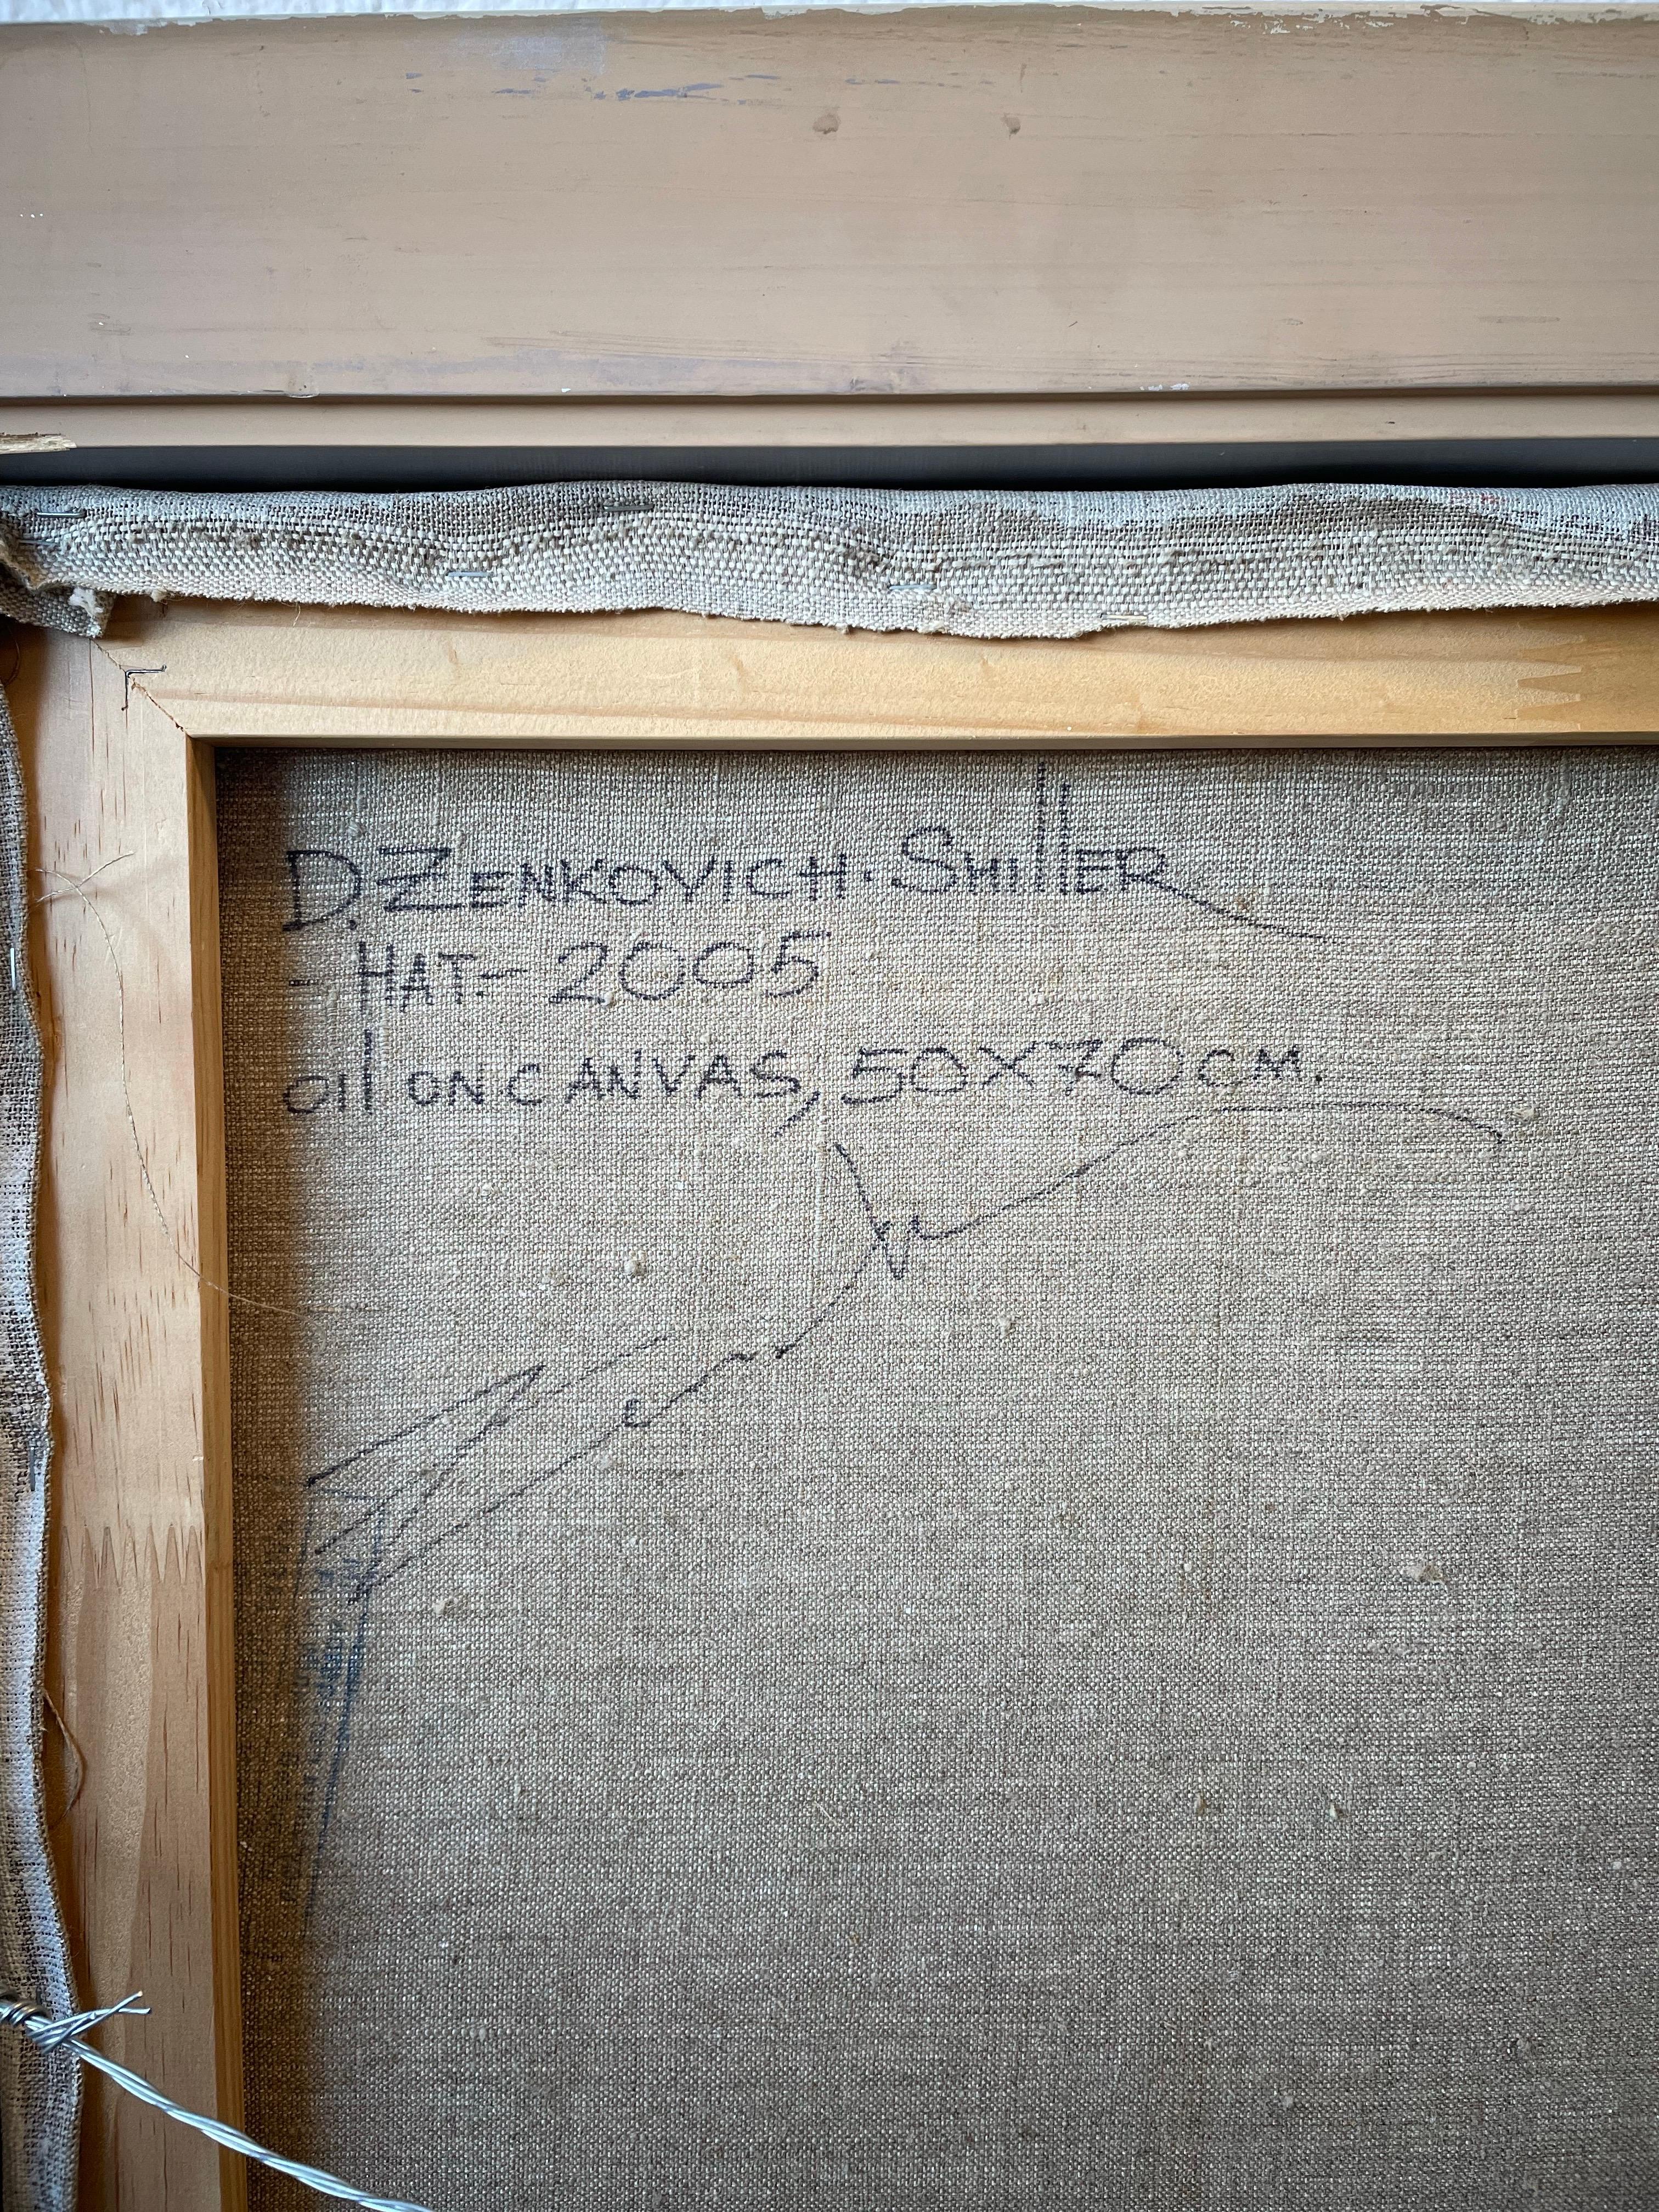 D. ZENKOVICH. SHIllER
- HAT - 2005
OIl ON CANVAS, 50X70CM.